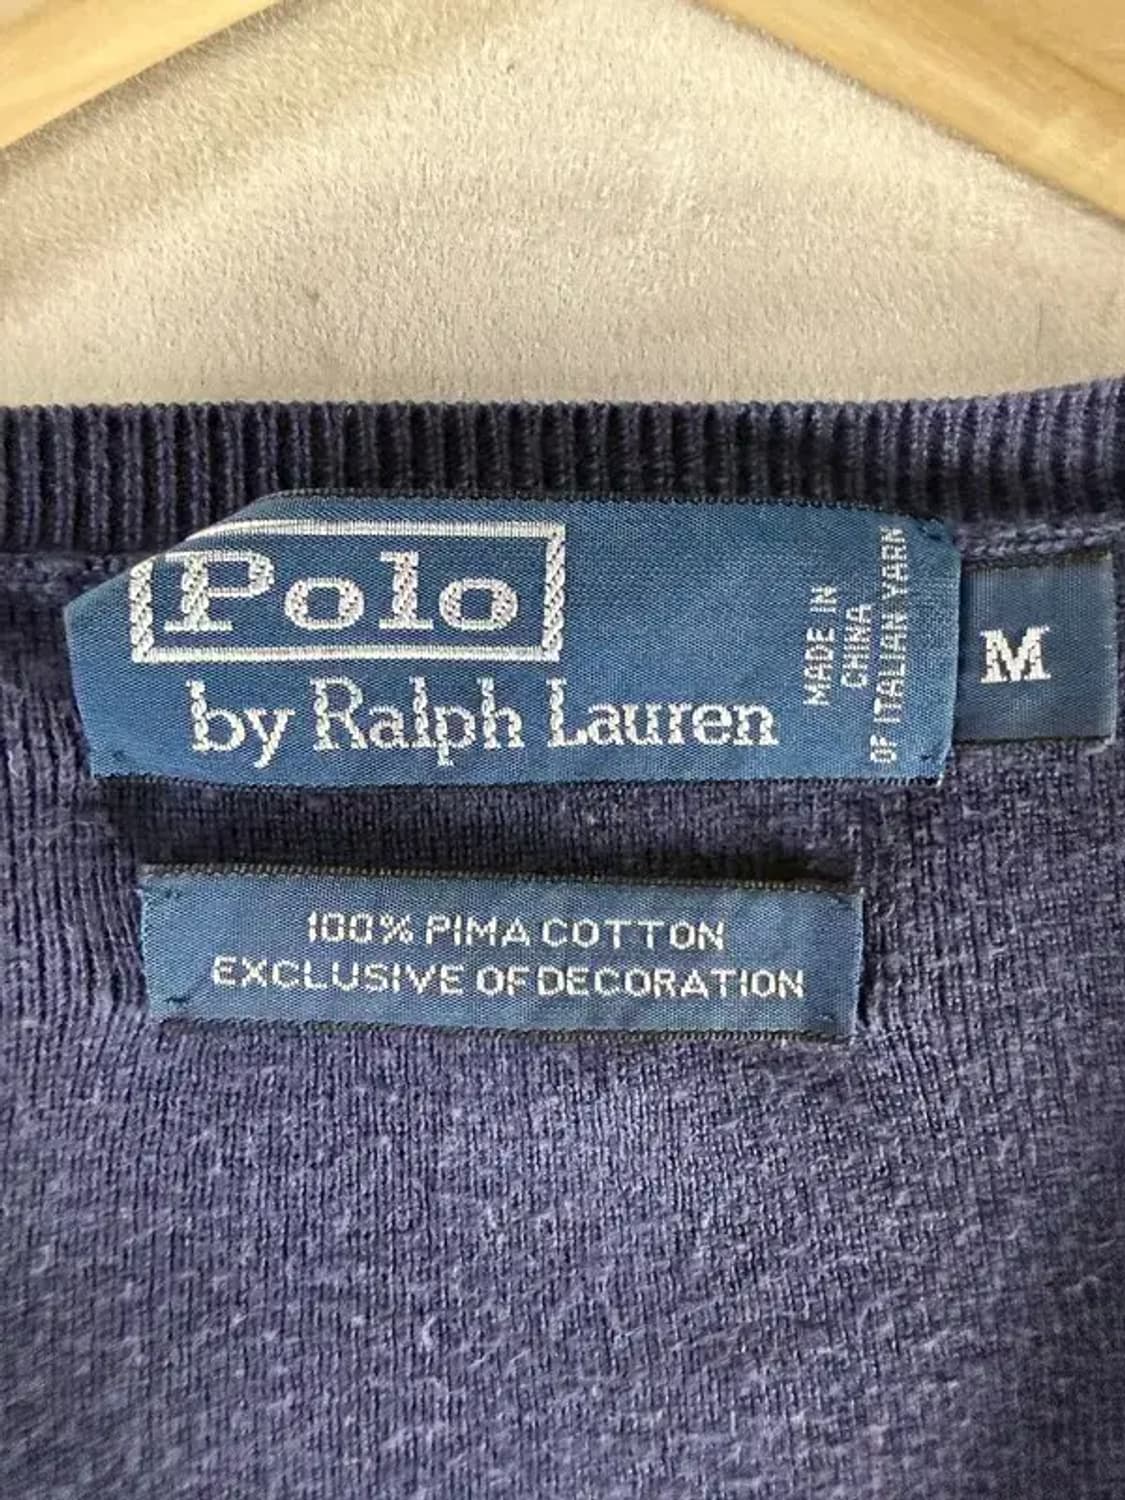 Polo
by Ralph Lauren
MADE IN
CHINA
OF ITALIAN YARN
M
100% PIMA COTTON
EXCLUSIVE OF DECORATION